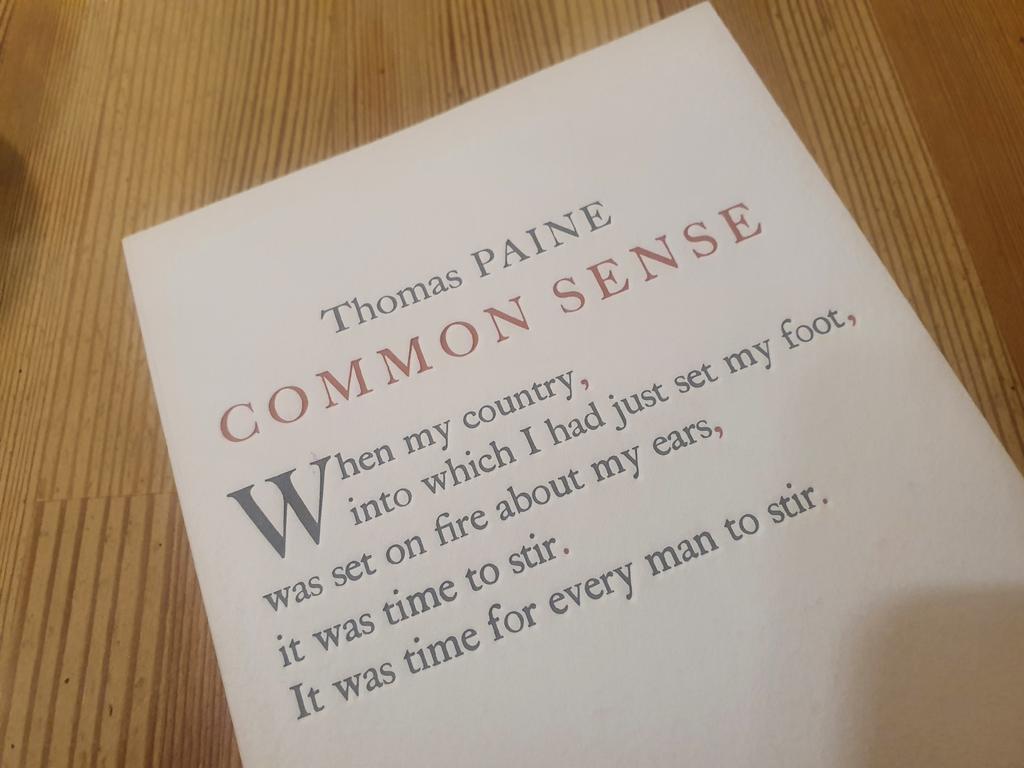 Thomas PAINE
COMMON SENSE
When my country,
into which I had just set my foot,
was set on fire about my ears,
it was time to stir.
It was time for every man to stir.